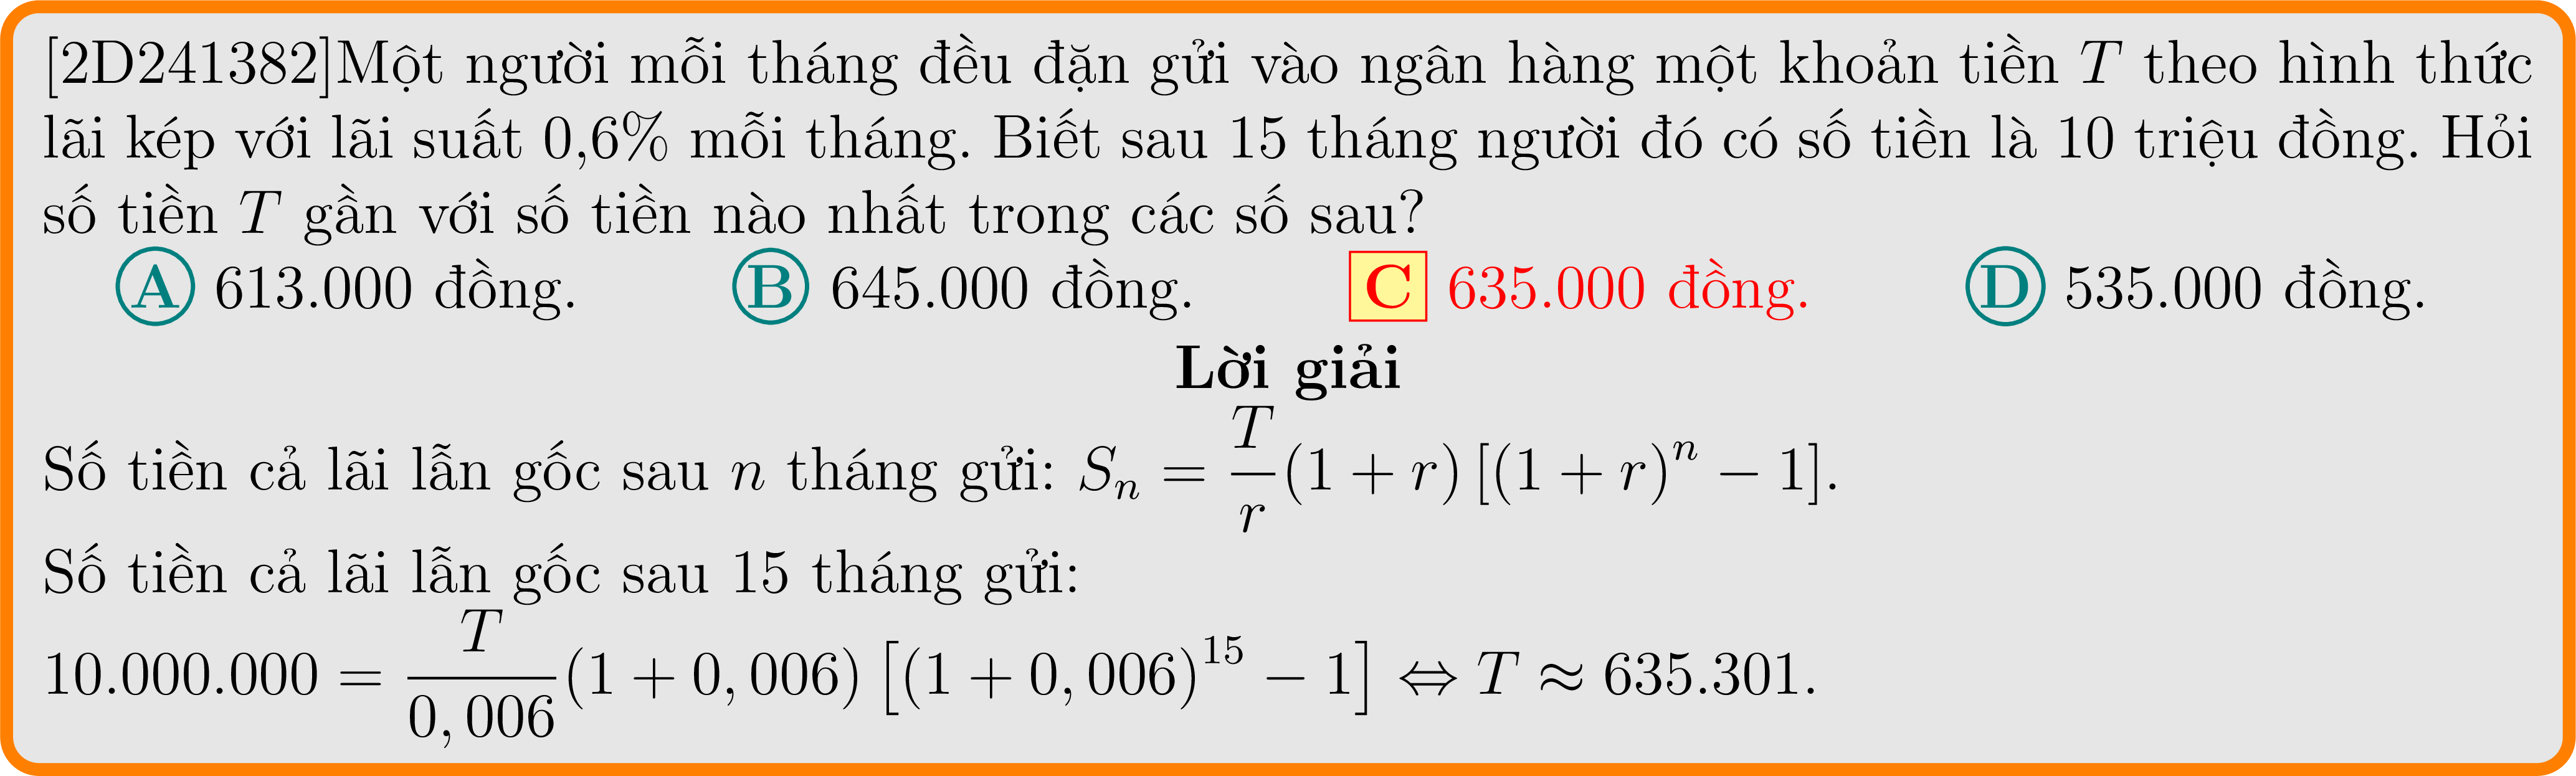 [2D241382]Một người mỗi tháng đều đặn gửi vào ngân hàng một khoản tiền T theo hình thức
lãi kép với lãi suất 0,6% mỗi tháng. Biết sau 15 tháng người đó có số tiền là 10 triệu đồng. Hỏi
số tiền T gần với số tiền nào nhất trong các số sau?
A 613.000 đồng. B 645.000 đồng. C 635.000 đồng. D 535.000 đồng.
Lời giải
Số tiền cả lãi lẫn gốc sau n tháng gửi: $S_n = \frac{T}{r}(1 + r)\left[(1 + r)^n - 1\right]$.
Số tiền cả lãi lẫn gốc sau 15 tháng gửi:
$10.000.000 = \frac{T}{0,006}(1 + 0,006)\left[(1 + 0,006)^{15} - 1\right] \Leftrightarrow T \approx 635.301.$